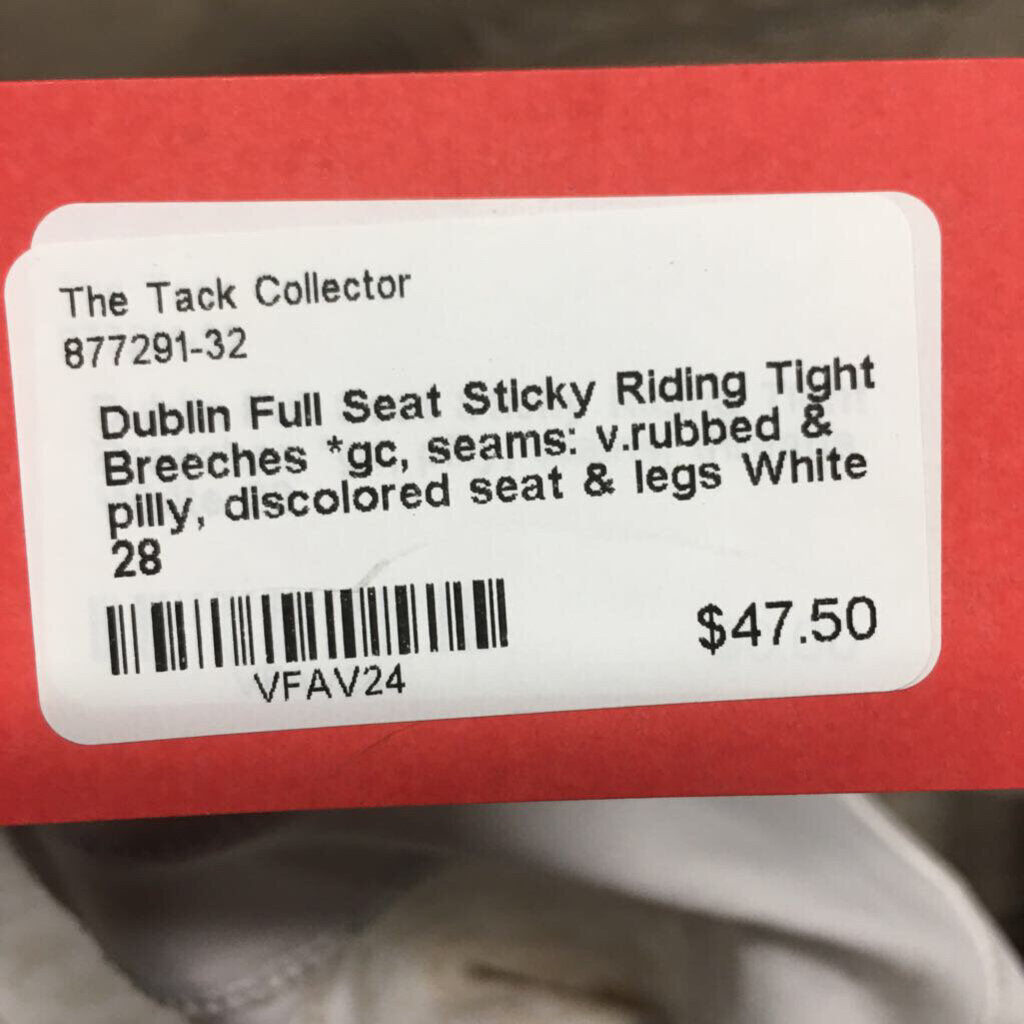 The Tack Collector
877291-32
Dublin Full Seat Sticky Riding Tight
Breeches *gc, seams: v.rubbed &
pilly, discolored seat & legs White
28
VFAV24
$47.50